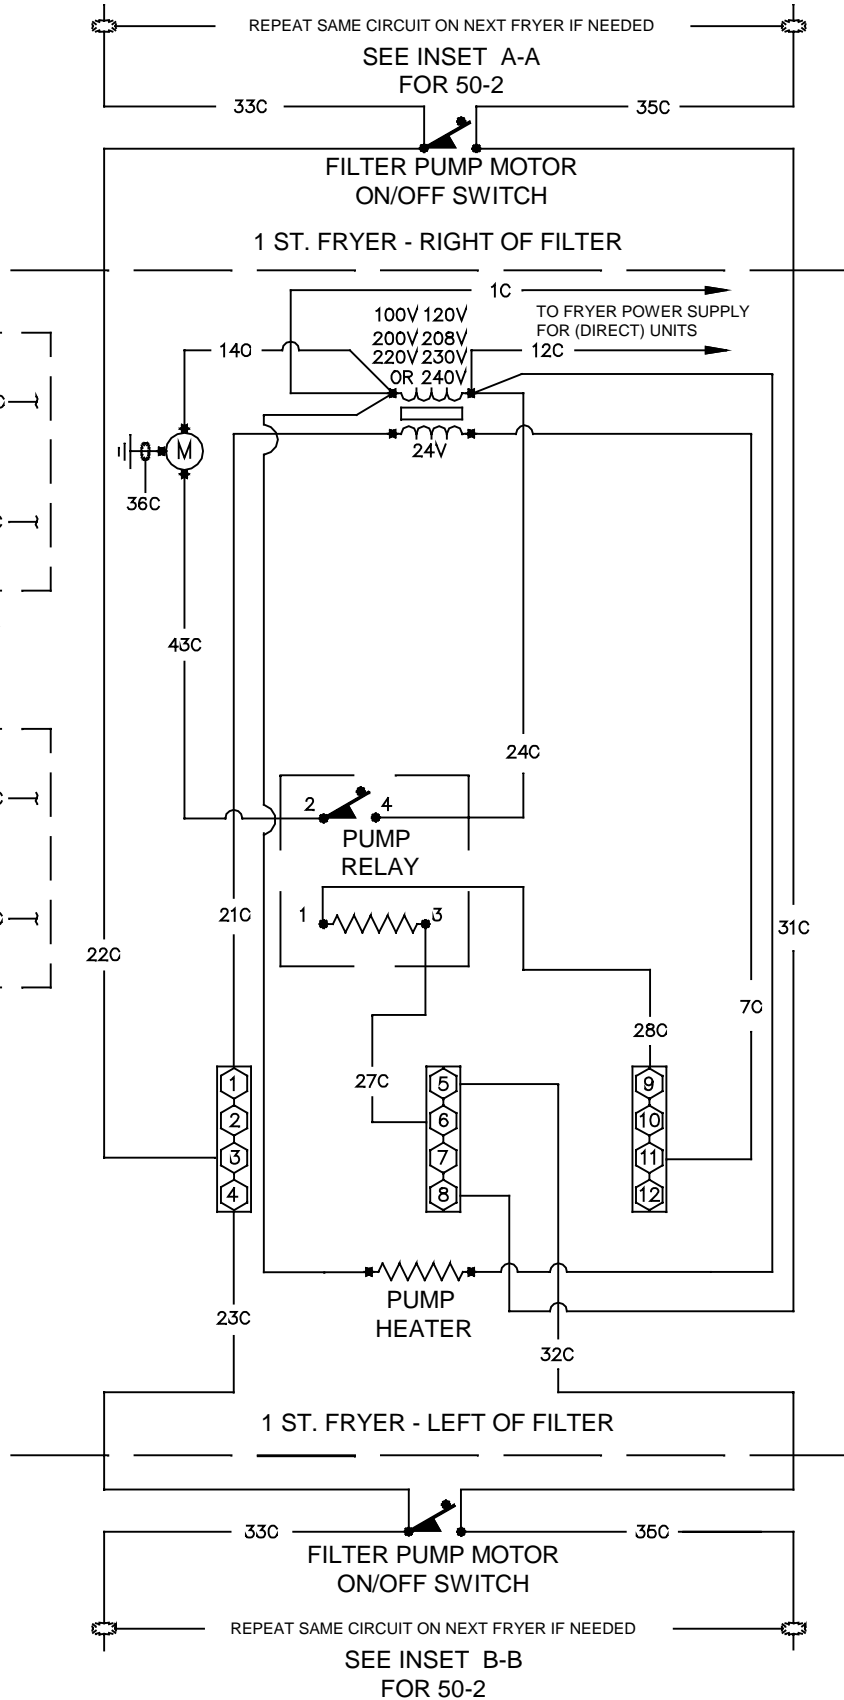 REPEAT SAME CIRCUIT ON NEXT FRYER IF NEEDED
SEE INSET A-A
FOR 50-2
33C
35C
FILTER PUMP MOTOR
ON/OFF SWITCH
1 ST. FRYER - RIGHT OF FILTER
1C
100V 120V
200V 208V
220V 230V
OR 240V
TO FRYER POWER SUPPLY
FOR (DIRECT) UNITS
12C
14C
24V
M
36C
43C
24C
2
4
PUMP
RELAY
1
3
21C
22C
31C
7C
28C
27C
1
2
3
4
5
6
7
8
9
10
11
12
PUMP
HEATER
23C
32C
1 ST. FRYER - LEFT OF FILTER
33C
35C
FILTER PUMP MOTOR
ON/OFF SWITCH
REPEAT SAME CIRCUIT ON NEXT FRYER IF NEEDED
SEE INSET B-B
FOR 50-2